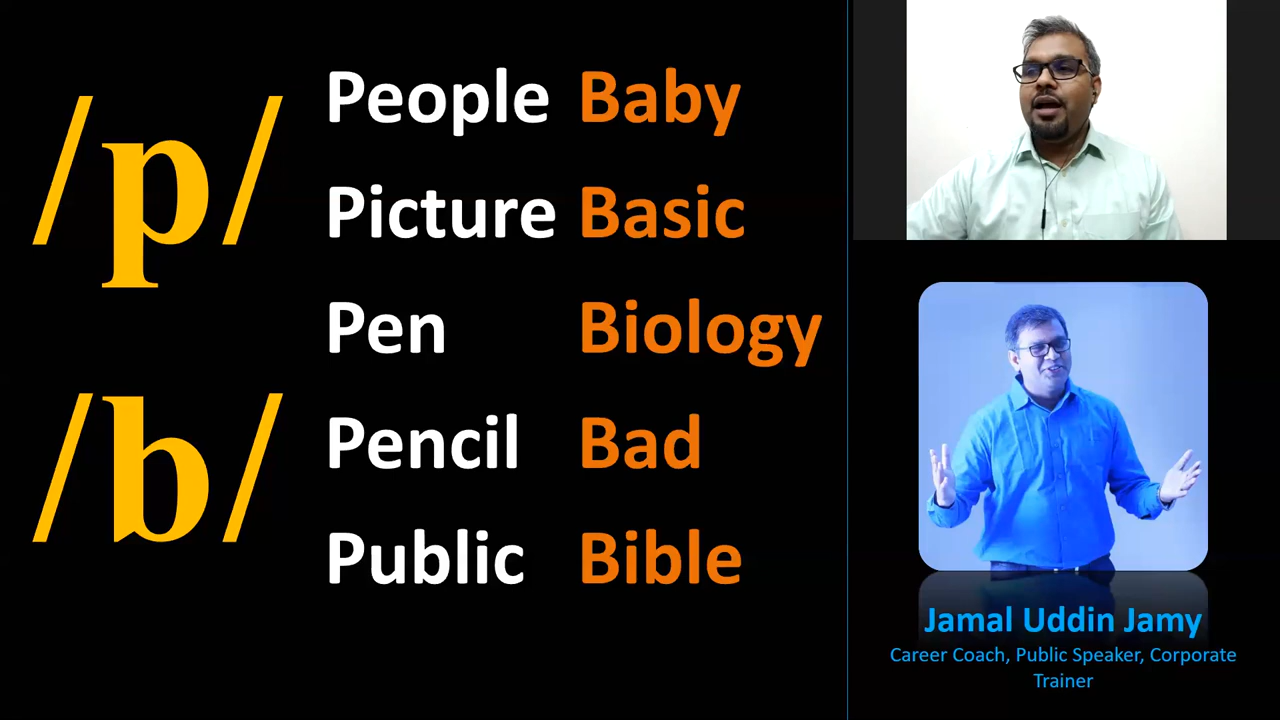 /p/
/b/
People Baby
Picture Basic
Pen Biology
Pencil Bad
Public Bible
Jamal Uddin Jamy
Career Coach, Public Speaker, Corporate
Trainer